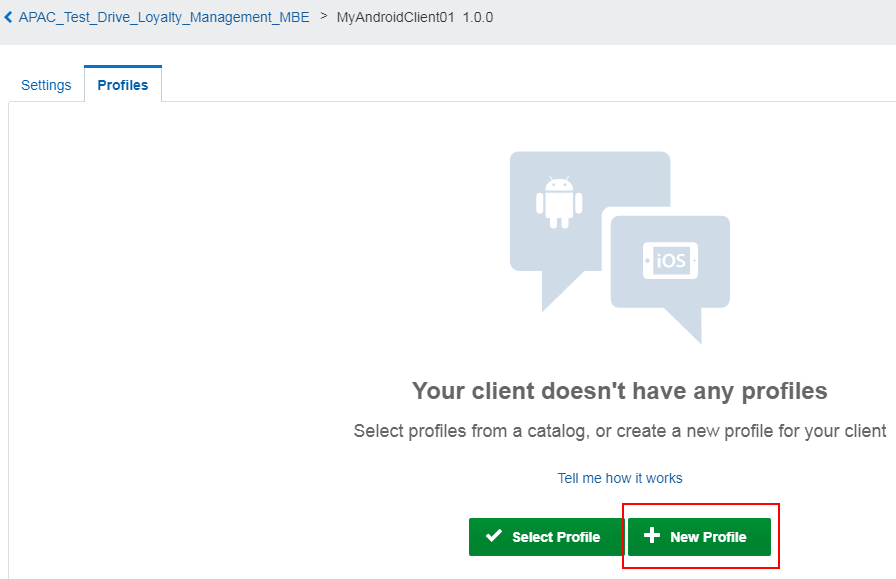 APAC_Test_Drive_Loyalty_Management_MBE > MyAndroidClient01 1.0.0
Settings Profiles
iOS
Your client doesn't have any profiles
Select profiles from a catalog, or create a new profile for your client
Tell me how it works
Select Profile New Profile